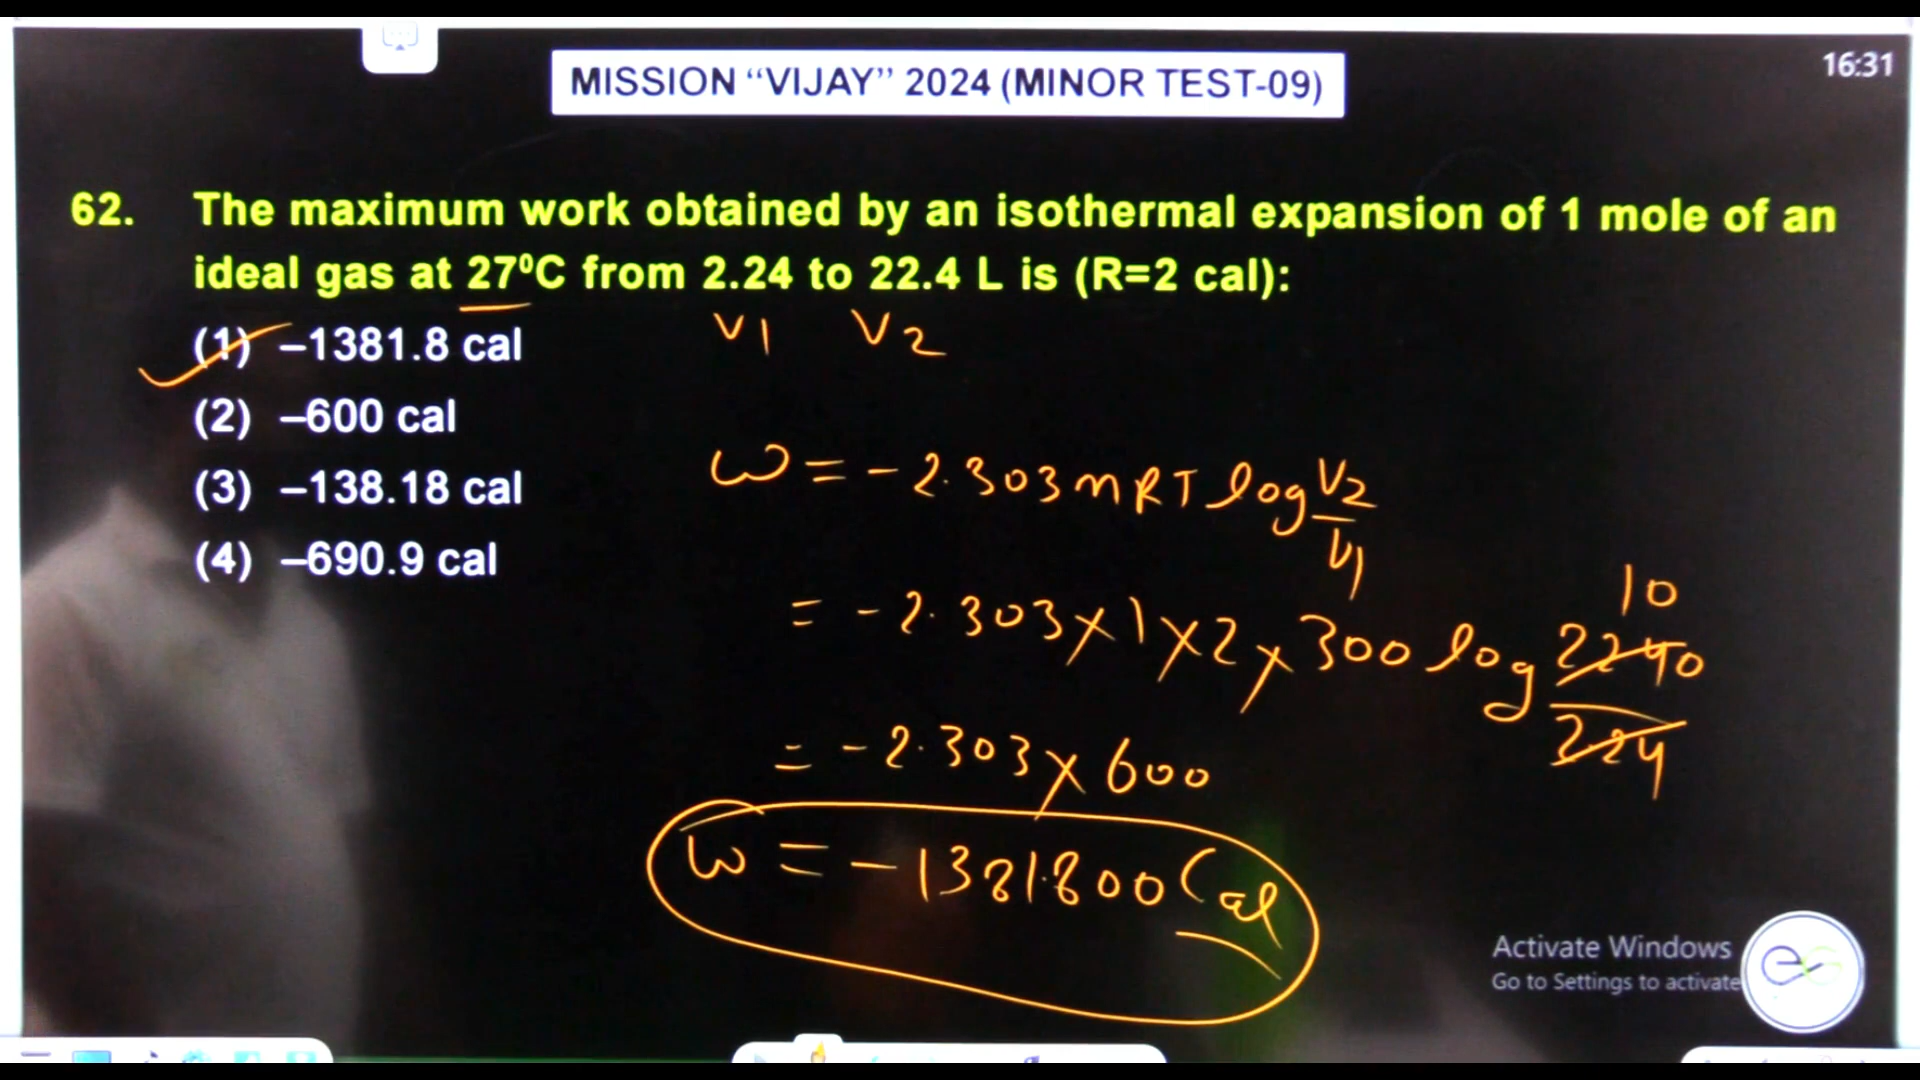 16:31
MISSION “VIJAY” 2024 (MINOR TEST-09)
62. The maximum work obtained by an isothermal expansion of 1 mole of an
ideal gas at 27⁰C from 2.24 to 22.4 L is (R=2 cal):
V1 V2
(1) –1381.8 cal
(2) –600 cal
(3) –138.18 cal
(4) –690.9 cal
w = - 2.303 n R T log V2/V1
= - 2.303 x 1 x 2 x 300 log 2240/224
10
= - 2.303 x 600
w = - 1381.800 Cal
Activate Windows
Go to Settings to activate